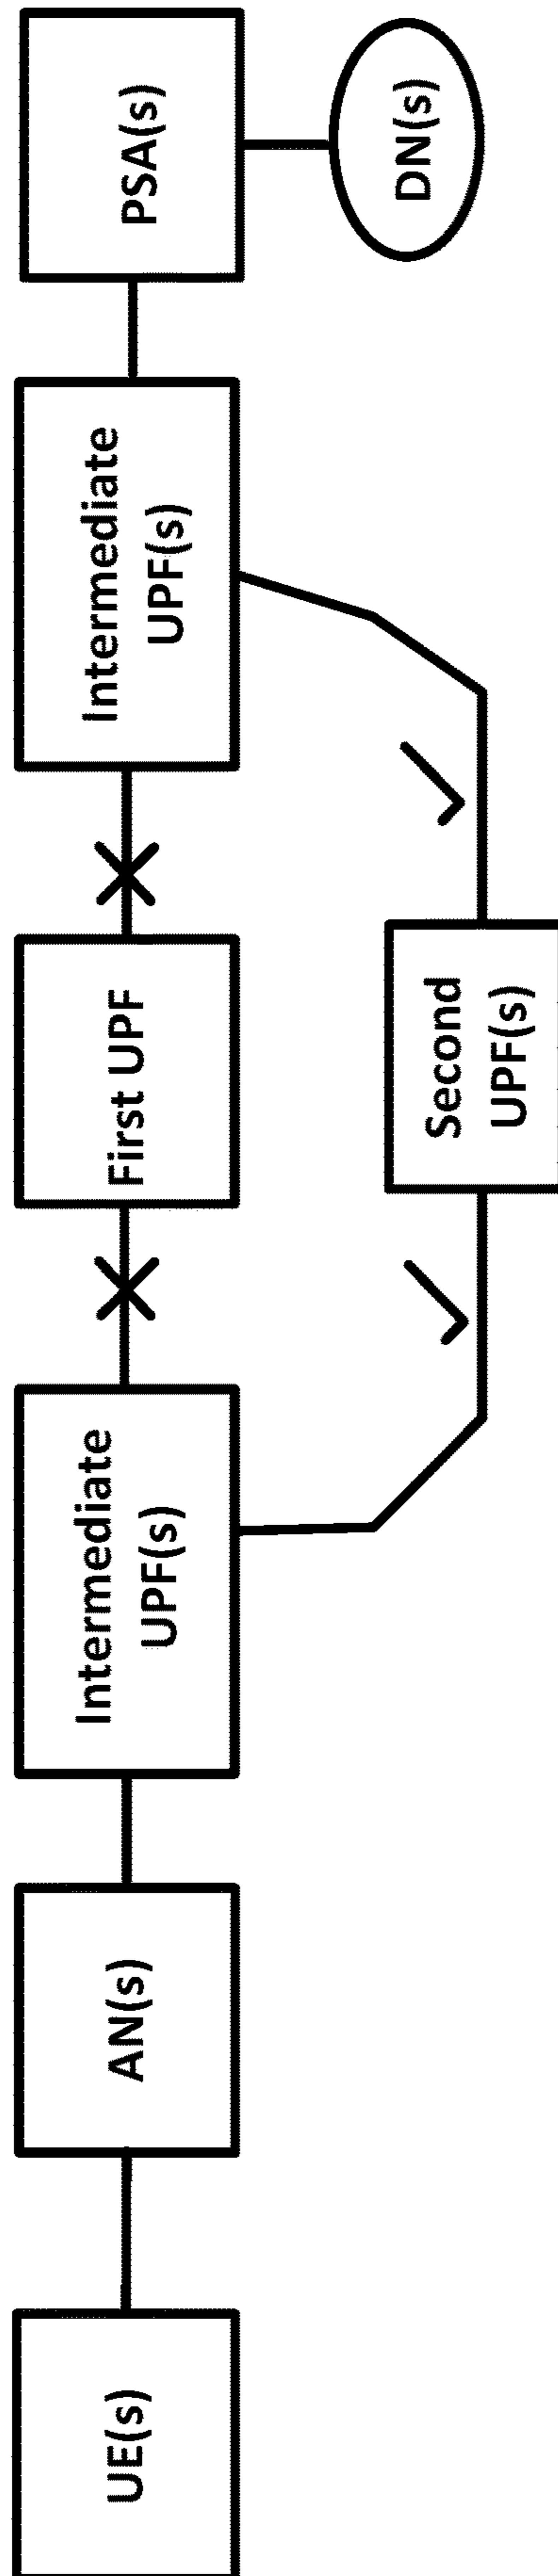 UE(s)
AN(s)
Intermediate
UPF(s)
First UPF
Intermediate
UPF(s)
PSA(s)
Second
UPF(s)
DN(s)